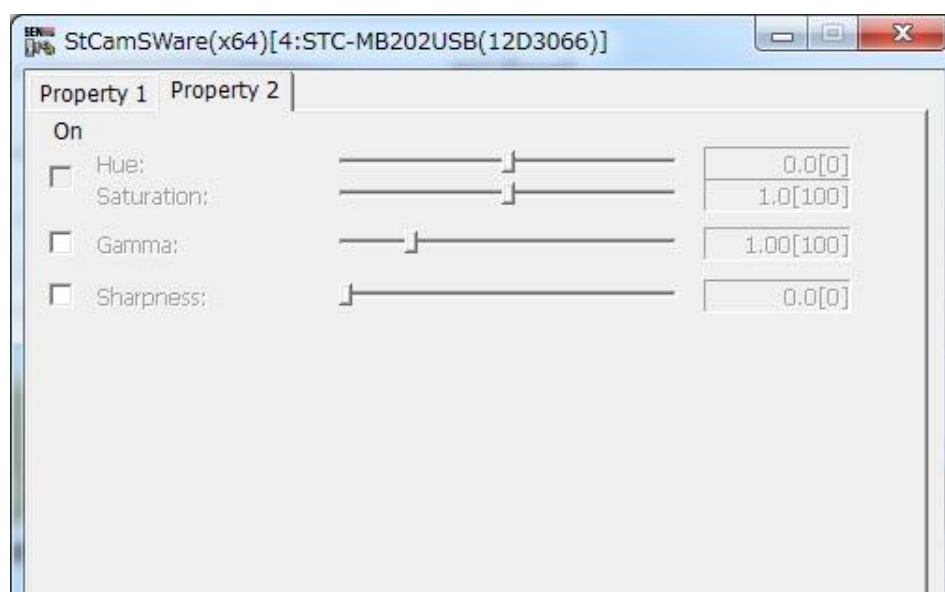 SEN
StCamSWare(x64)[4:STC-MB202USB(12D3066)]
Property 1 Property 2
On
Hue: 0.0[0]
Saturation: 1.0[100]
Gamma: 1.00[100]
Sharpness: 0.0[0]